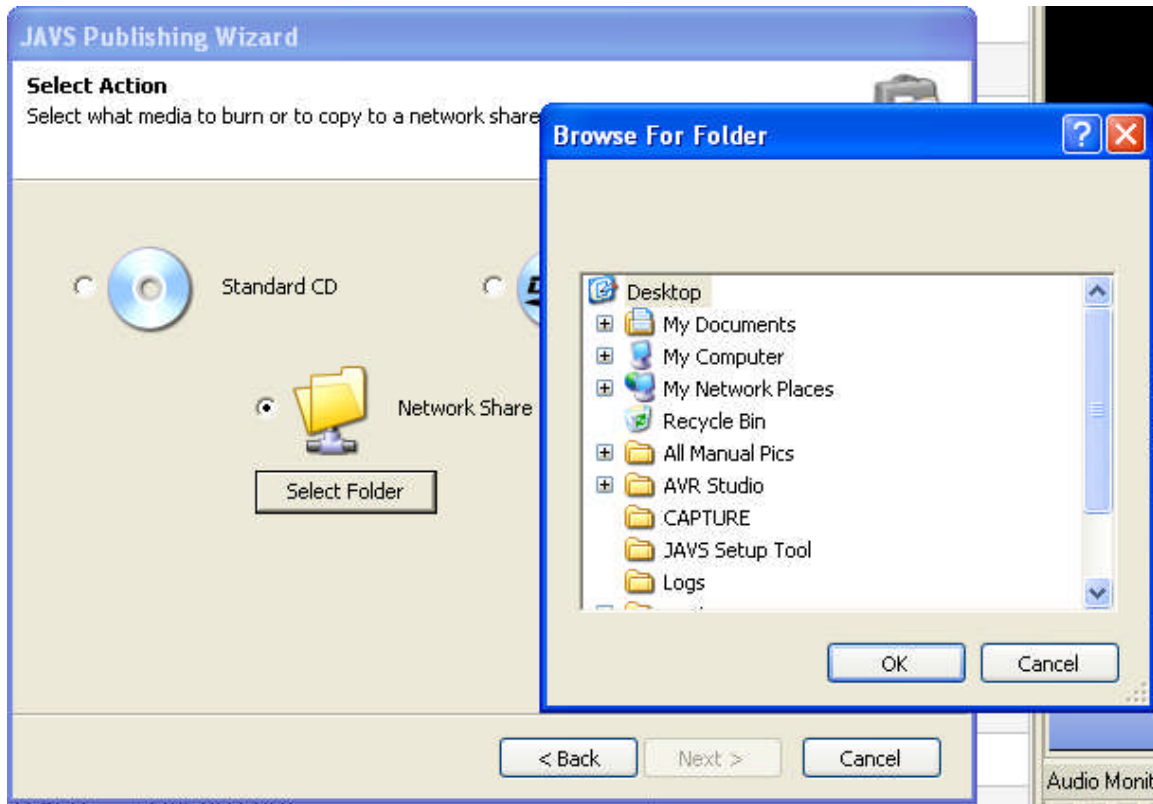 JAVS Publishing Wizard
Select Action
Select what media to burn or to copy to a network share
Standard CD
Network Share
Select Folder
< Back
Next >
Cancel
Browse For Folder
Desktop
My Documents
My Computer
My Network Places
Recycle Bin
All Manual Pics
AVR Studio
CAPTURE
JAVS Setup Tool
Logs
OK
Cancel
Audio Monit